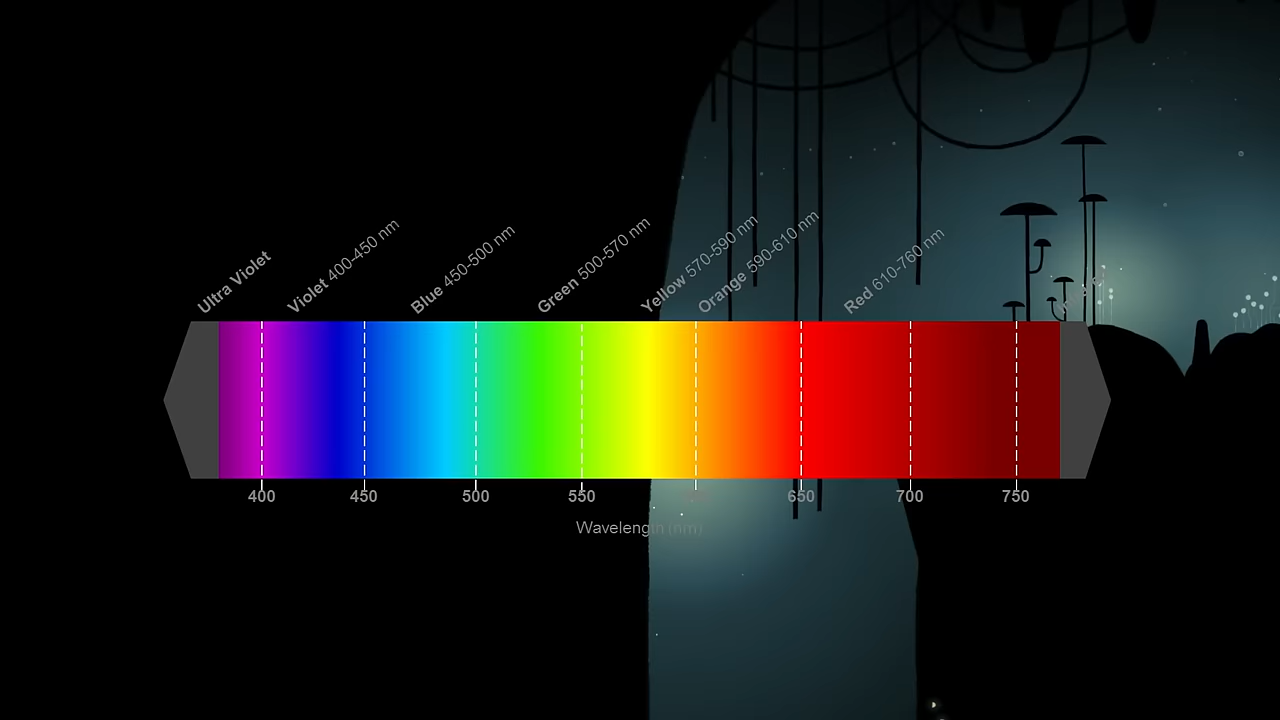 Ultra Violet
Violet 400-450 nm
Blue 450-500 nm
Green 500-570 nm
Yellow 570-590 nm
Orange 590-610 nm
Red 610-760 nm
400
450
500
550
650
700
750
Wavelength (nm)